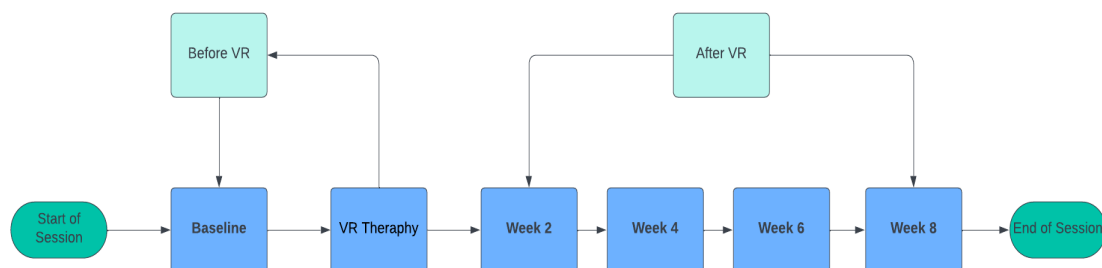 Before VR
After VR
Start of
Session
Baseline
VR Theraphy
Week 2
Week 4
Week 6
Week 8
End of Session